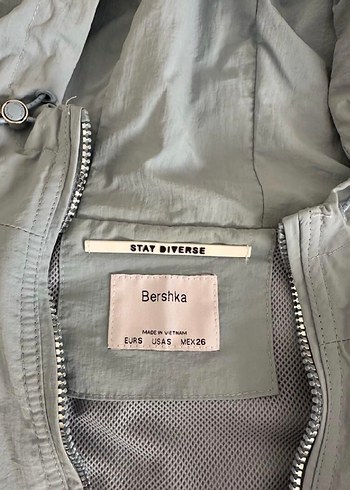 STAY DIVERSE
Bershka
MADE IN VIETNAM
EUR S USA S MEX 26